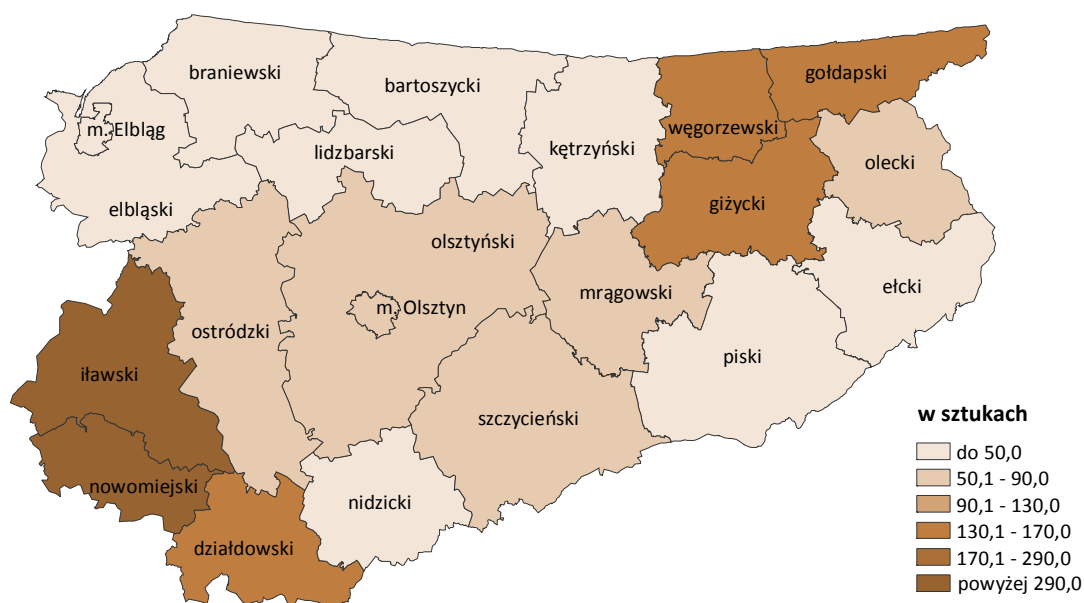 braniewski
bartoszycki
gołdapski
m. Elbląg
węgorzewski
lidzbarski
kętrzyński
olecki
elbląski
giżycki
olsztyński
ełcki
mrągowski
m. Olsztyn
ostródzki
piski
iławski
szczycieński
nowomiejski
nidzicki
działdowski
w sztukach
do 50,0
50,1 - 90,0
90,1 - 130,0
130,1 - 170,0
170,1 - 290,0
powyżej 290,0